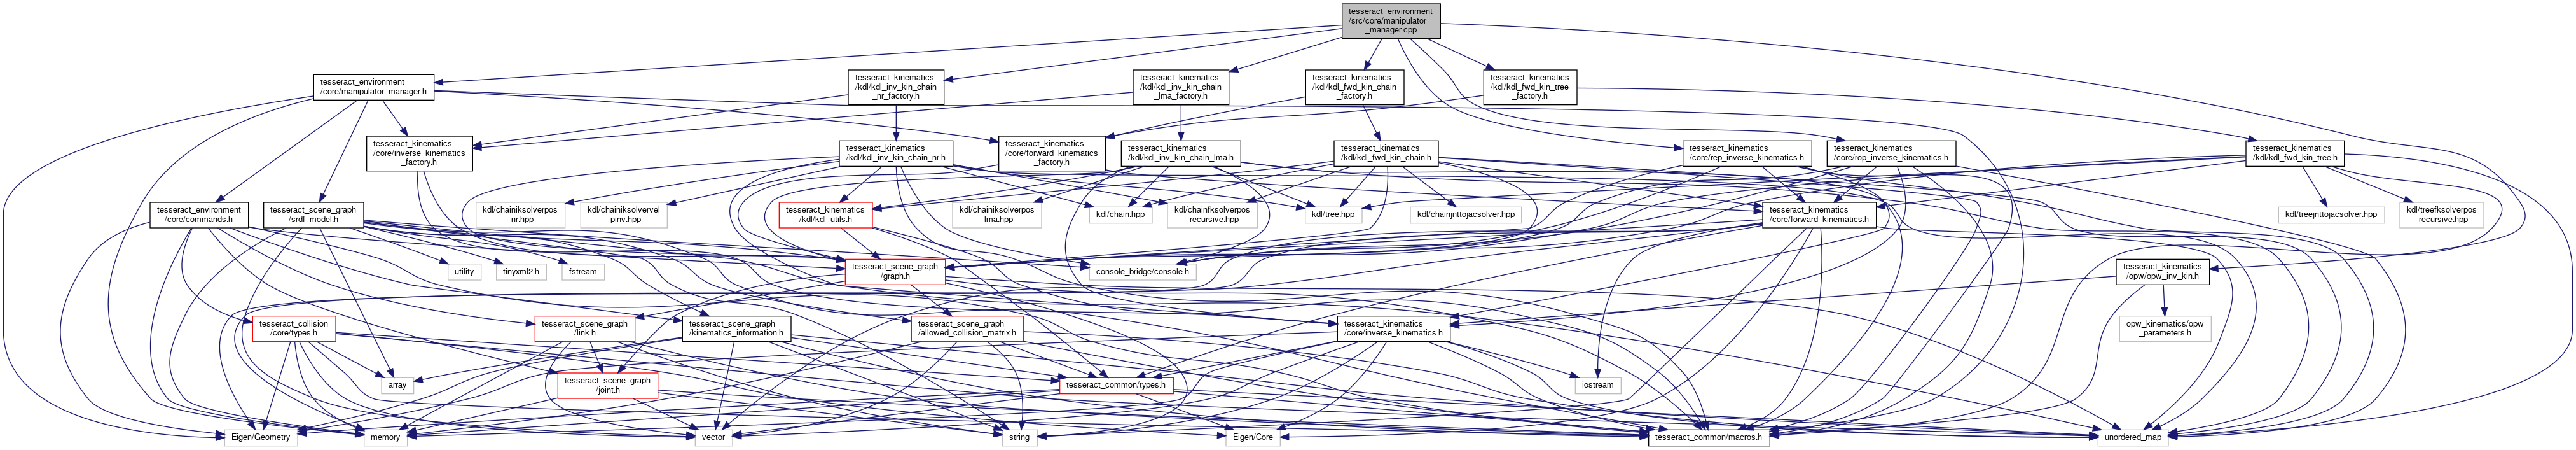 tesseract_environment
/src/core/manipulator
_manager.cpp
tesseract_environment
/core/manipulator_manager.h
tesseract_kinematics
/kdl/kdl_inv_kin_chain
_nr_factory.h
tesseract_kinematics
/kdl/kdl_inv_kin_chain
_lma_factory.h
tesseract_kinematics
/kdl/kdl_fwd_kin_chain
_factory.h
tesseract_kinematics
/kdl/kdl_fwd_kin_tree
_factory.h
tesseract_kinematics
/core/inverse_kinematics
_factory.h
tesseract_kinematics
/kdl/kdl_inv_kin_chain_nr.h
tesseract_kinematics
/core/forward_kinematics
_factory.h
tesseract_kinematics
/kdl/kdl_inv_kin_chain_lma.h
tesseract_kinematics
/kdl/kdl_fwd_kin_chain.h
tesseract_kinematics
/core/rep_inverse_kinematics.h
tesseract_kinematics
/core/rop_inverse_kinematics.h
tesseract_kinematics
/kdl/kdl_fwd_kin_tree.h
tesseract_environment
/core/commands.h
tesseract_scene_graph
/srdf_model.h
kdl/chainiksolverpos
_nr.hpp
kdl/chainiksolvervel
_pinv.hpp
tesseract_kinematics
/kdl/kdl_utils.h
kdl/chainiksolverpos
_lma.hpp
kdl/chain.hpp
kdl/chainfksolverpos
_recursive.hpp
kdl/tree.hpp
kdl/chainjnttojacsolver.hpp
tesseract_kinematics
/core/forward_kinematics.h
kdl/treejnttojacsolver.hpp
kdl/treefksolverpos
_recursive.hpp
utility
tinyxml2.h
fstream
tesseract_scene_graph
/graph.h
console_bridge/console.h
tesseract_kinematics
/opw/opw_inv_kin.h
tesseract_collision
/core/types.h
tesseract_scene_graph
/link.h
tesseract_scene_graph
/kinematics_information.h
tesseract_scene_graph
/allowed_collision_matrix.h
tesseract_kinematics
/core/inverse_kinematics.h
opw_kinematics/opw
_parameters.h
array
tesseract_scene_graph
/joint.h
tesseract_common/types.h
iostream
Eigen/Geometry
memory
vector
string
Eigen/Core
tesseract_common/macros.h
unordered_map